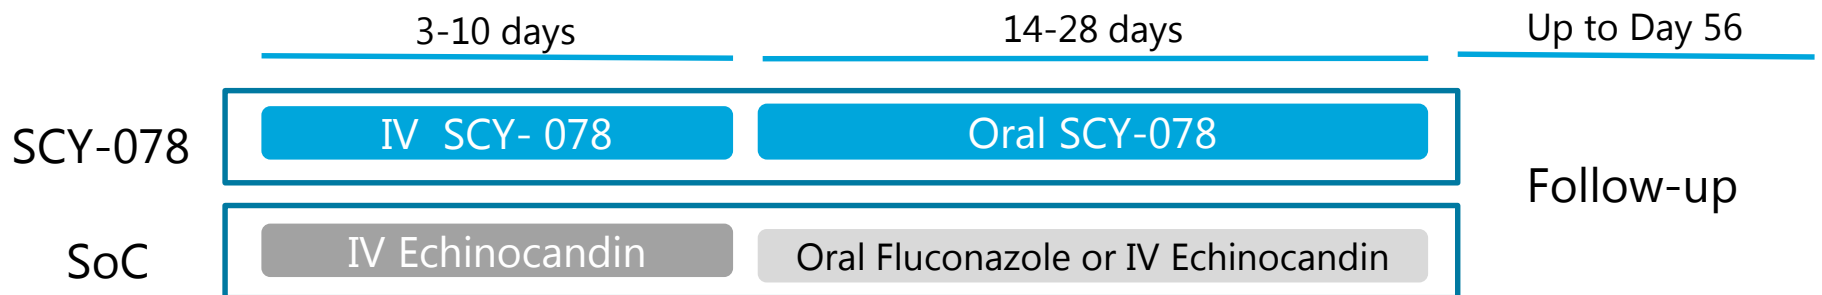 3-10 days
14-28 days
Up to Day 56
SCY-078
IV SCY- 078
Oral SCY-078
Follow-up
SoC
IV Echinocandin
Oral Fluconazole or IV Echinocandin